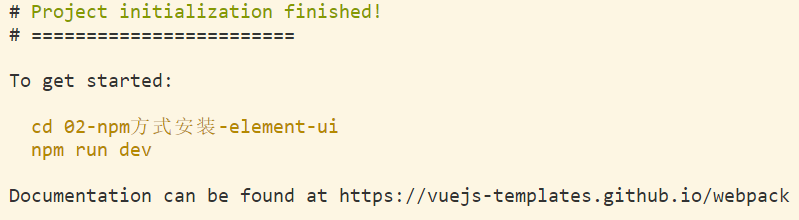 # Project initialization finished!
# ========================
To get started:
cd 02-npm方式安装-element-ui
npm run dev
Documentation can be found at https://vuejs-templates.github.io/webpack